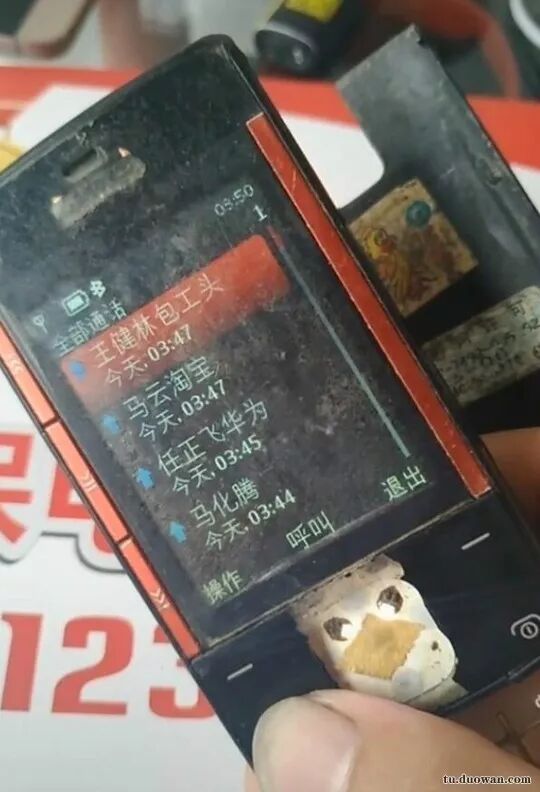 03:50
1
全部通话
王健林包工头
今天, 03:47
马云淘宝
今天, 03:47
任正飞华为
今天, 03:45
马化腾
今天, 03:44
操作
呼叫
退出
保
123
tu.duowan.com